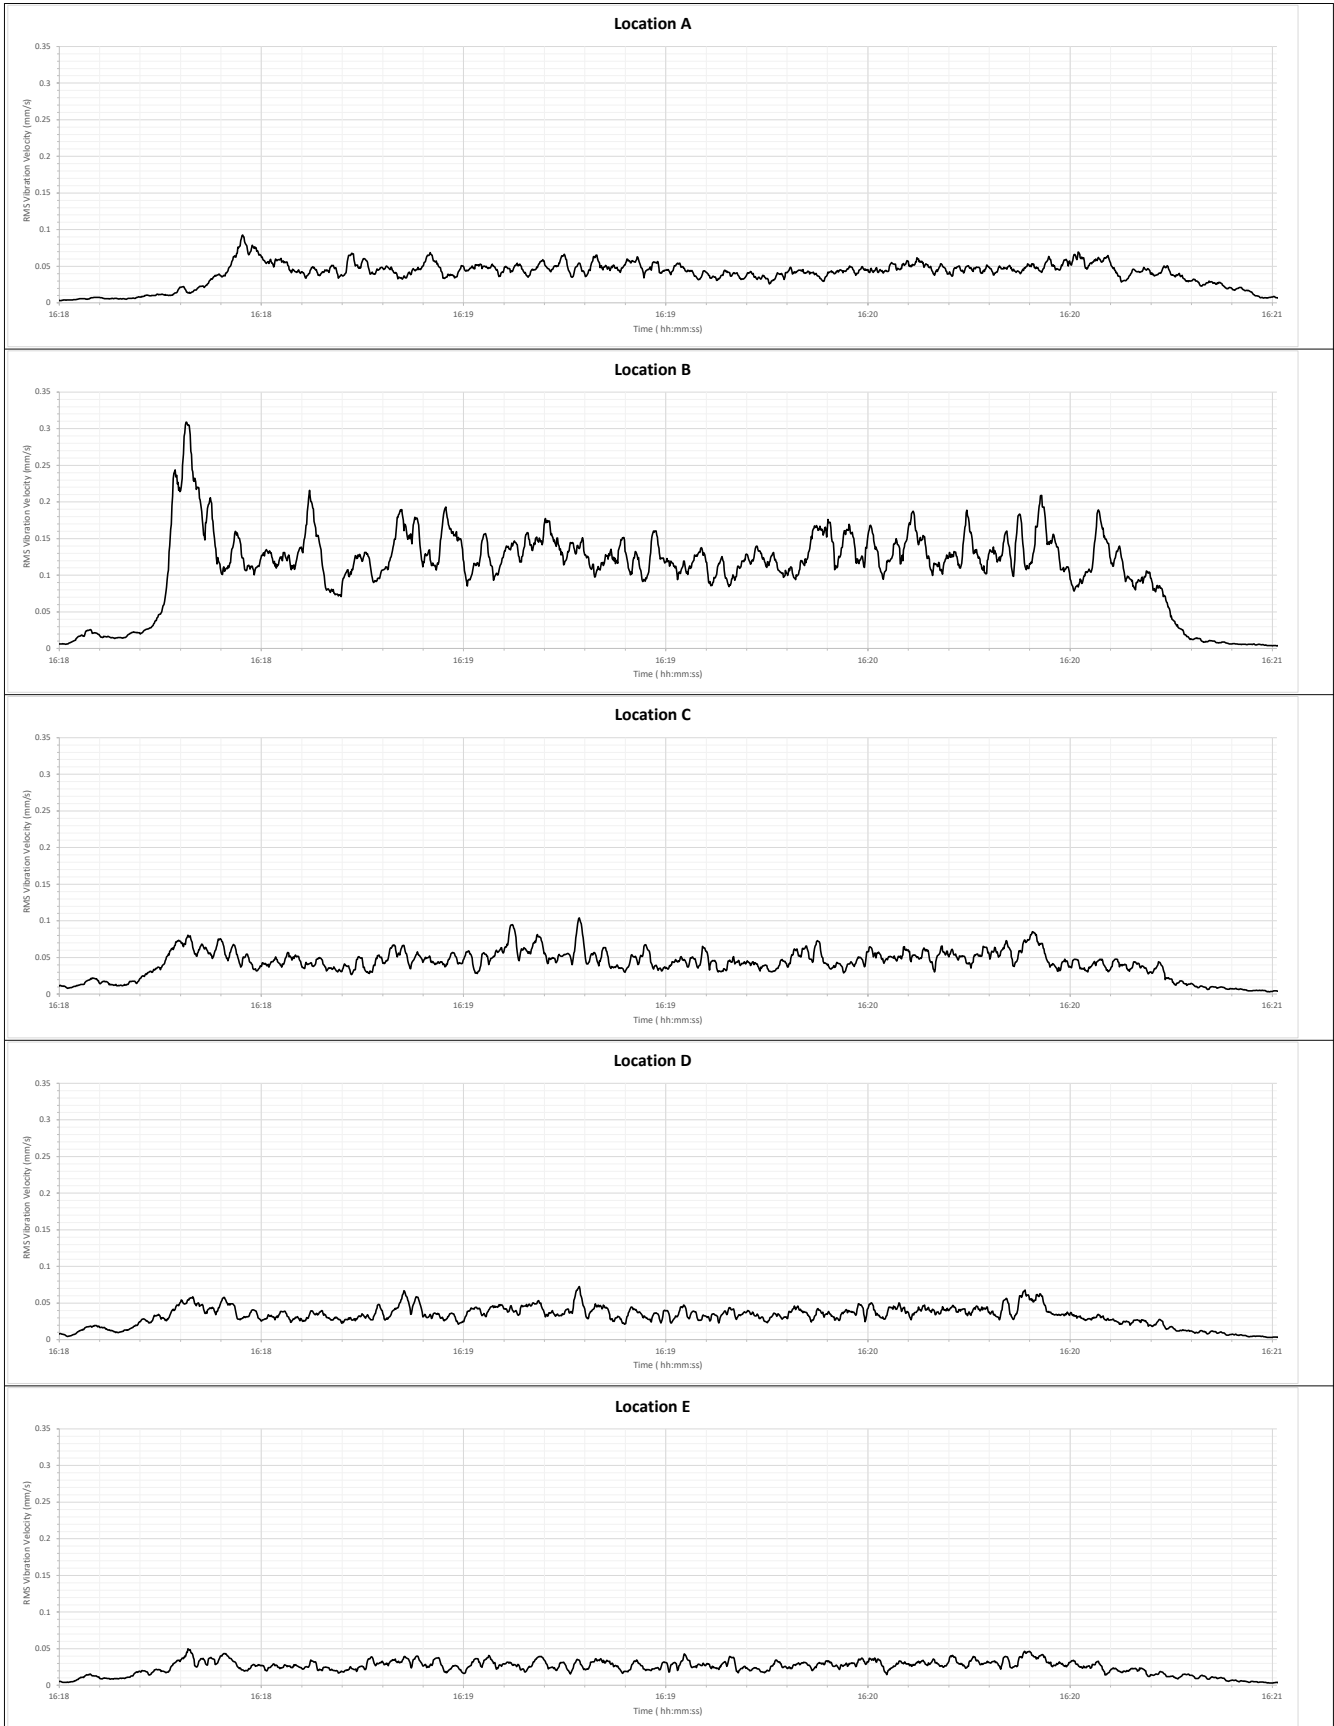 Location A
RMS Vibration Velocity (mm/s)
0.35
0.3
0.25
0.2
0.15
0.1
0.05
0
16:18 16:18 16:19 16:19 16:20 16:20 16:21
Time ( hh:mm:ss)
Location B
RMS Vibration Velocity (mm/s)
0.35
0.3
0.25
0.2
0.15
0.1
0.05
0
16:18 16:18 16:19 16:19 16:20 16:20 16:21
Time ( hh:mm:ss)
Location C
RMS Vibration Velocity (mm/s)
0.35
0.3
0.25
0.2
0.15
0.1
0.05
0
16:18 16:18 16:19 16:19 16:20 16:20 16:21
Time ( hh:mm:ss)
Location D
RMS Vibration Velocity (mm/s)
0.35
0.3
0.25
0.2
0.15
0.1
0.05
0
16:18 16:18 16:19 16:19 16:20 16:20 16:21
Time ( hh:mm:ss)
Location E
RMS Vibration Velocity (mm/s)
0.35
0.3
0.25
0.2
0.15
0.1
0.05
0
16:18 16:18 16:19 16:19 16:20 16:20 16:21
Time ( hh:mm:ss)